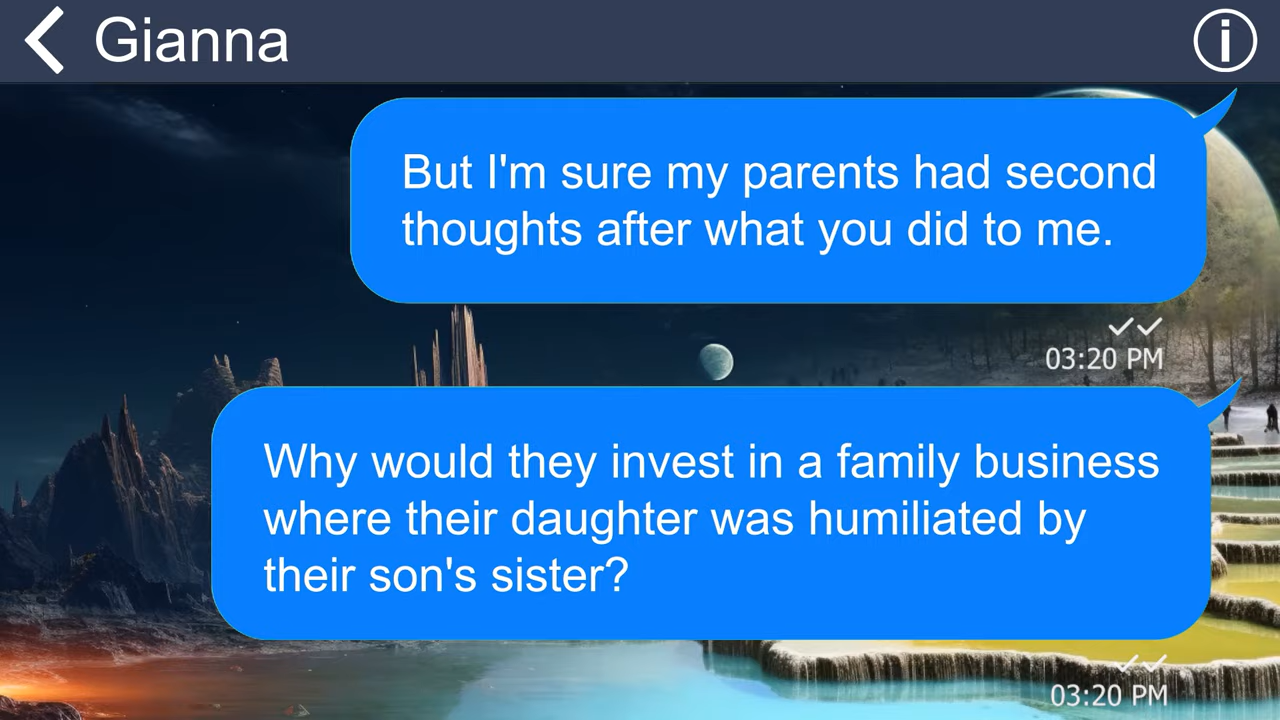 Gianna
But I'm sure my parents had second
thoughts after what you did to me.
03:20 PM
Why would they invest in a family business
where their daughter was humiliated by
their son's sister?
03:20 PM